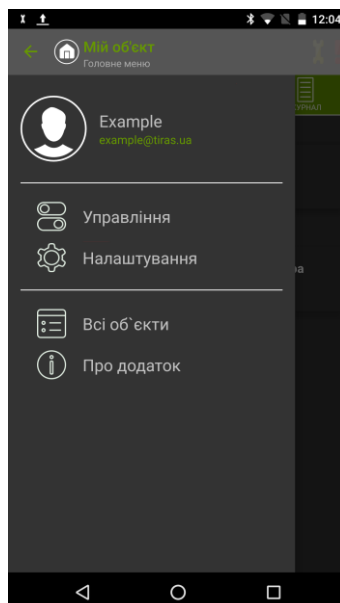 12:04
Мій об'єкт
Головне меню
Example
example@tiras.ua
Управління
Налаштування
Всі об`єкти
Про додаток